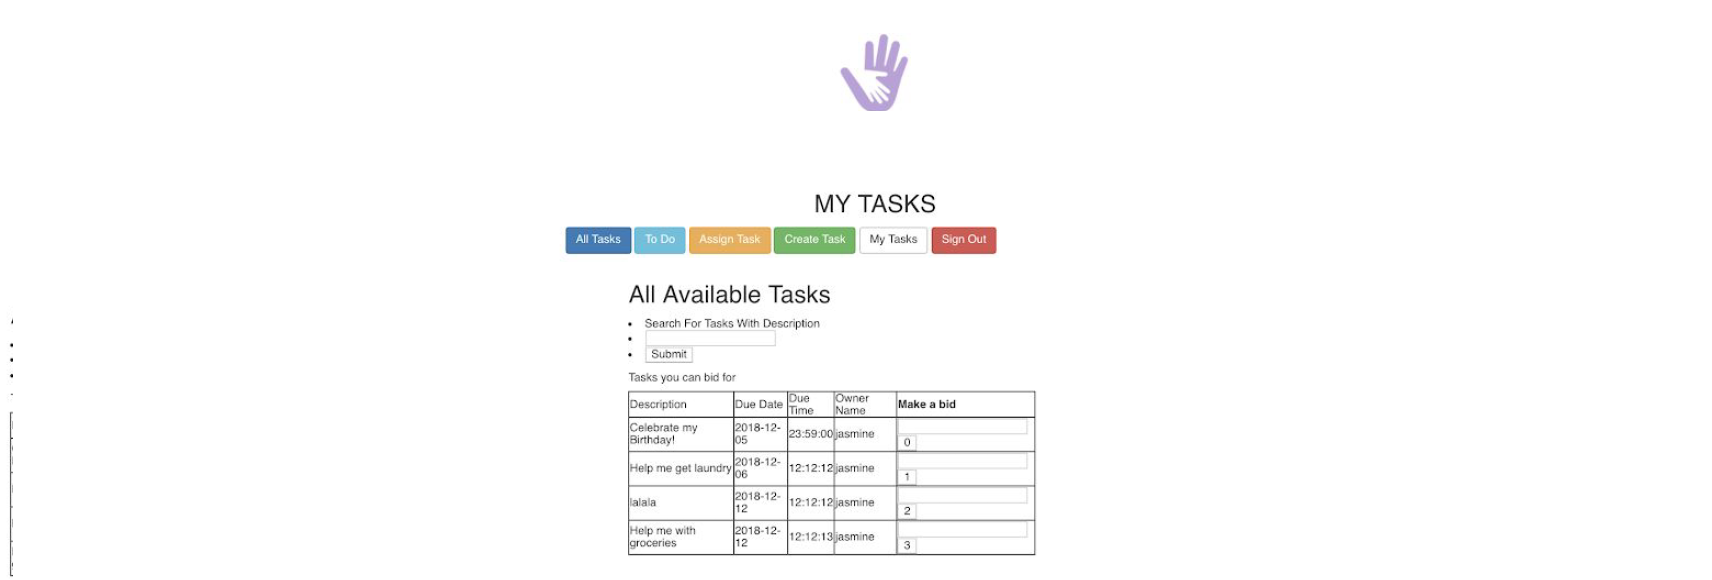 MY TASKS
All Tasks To Do Assign Task Create Task My Tasks Sign Out
All Available Tasks
Search For Tasks With Description
Submit
Tasks you can bid for
Description Due Date Due Time Owner Name Make a bid
Celebrate my Birthday! 2018-12-05 23:59:00 jasmine 0
Help me get laundry 2018-12-06 12:12:12 jasmine 1
lalala 2018-12-12 12:12:12 jasmine 2
Help me with groceries 2018-12-12 12:12:13 jasmine 3